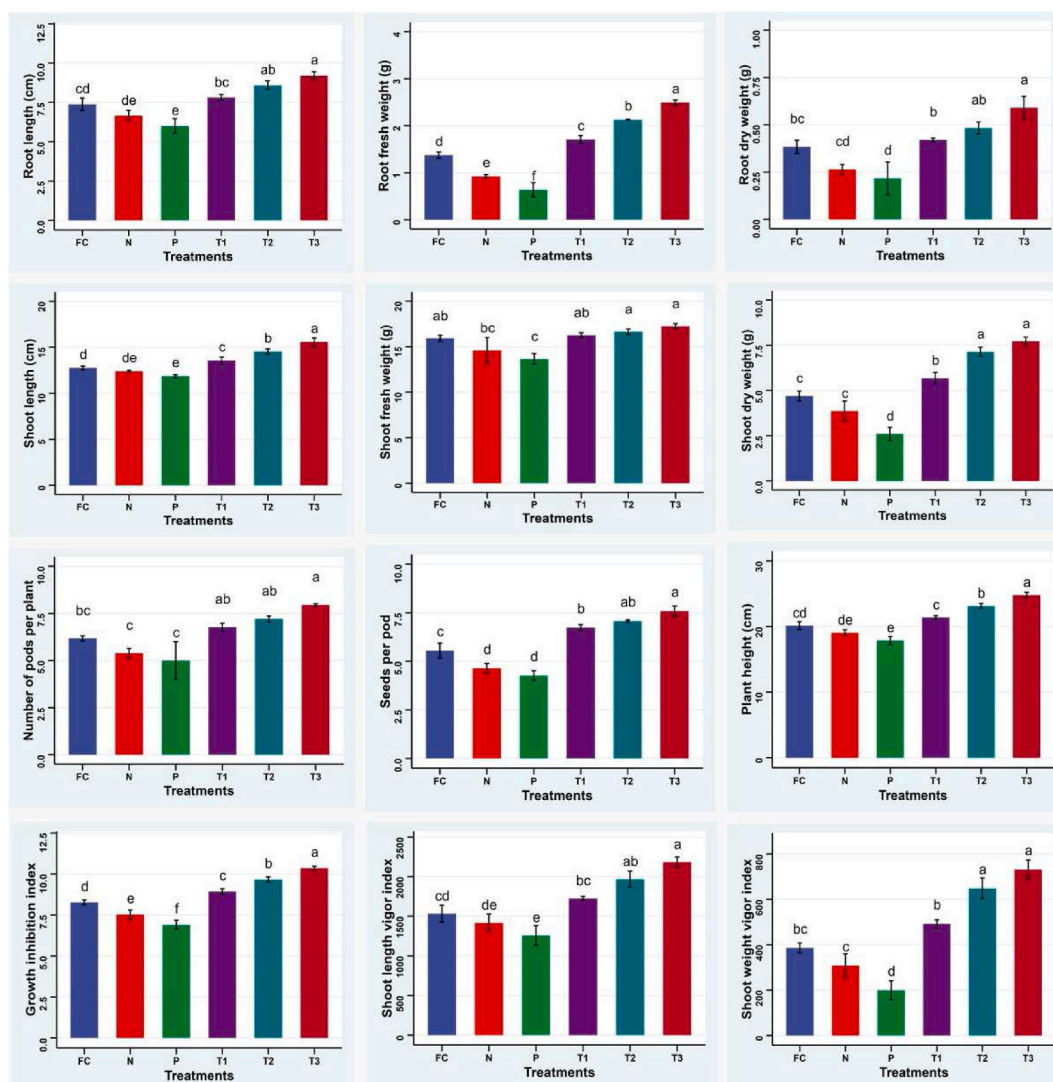 Root length (cm)
12.5
10.0
7.5
5.0
2.5
0.0
cd
de
e
bc
ab
a
FC N P T1 T2 T3
Treatments
Root fresh weight (g)
4
3
2
1
0
d
e
f
c
b
a
FC N P T1 T2 T3
Treatments
Root dry weight (g)
1.00
0.75
0.50
0.25
0.00
bc
cd
d
b
ab
a
FC N P T1 T2 T3
Treatments
Shoot length (cm)
20
15
10
5
0
d
de
e
c
b
a
FC N P T1 T2 T3
Treatments
Shoot fresh weight (g)
20
15
10
15
0
ab
bc
c
ab
a
a
FC N P T1 T2 T3
Treatments
Shoot dry weight (g)
10.0
7.5
5.0
2.5
0.0
c
c
d
b
a
a
FC N P T1 T2 T3
Treatments
Number of pods per plant
10.0
7.5
5.0
2.5
0.0
bc
c
c
ab
ab
a
FC N P T1 T2 T3
Treatments
Seeds per pod
10.0
7.5
5.0
2.5
0.0
c
d
d
b
ab
a
FC N P T1 T2 T3
Treatments
Plant height (cm)
30
20
10
0
cd
de
e
c
b
a
FC N P T1 T2 T3
Treatments
Growth inhibition index
12.5
10.0
7.5
5.0
2.5
0.0
d
e
f
c
b
a
FC N P T1 T2 T3
Treatments
Shoot length vigor index
2500
2000
1500
1000
500
0
cd
de
e
bc
ab
a
FC N P T1 T2 T3
Treatments
Shoot weight vigor index
800
600
400
200
0
bc
c
d
b
a
a
FC N P T1 T2 T3
Treatments